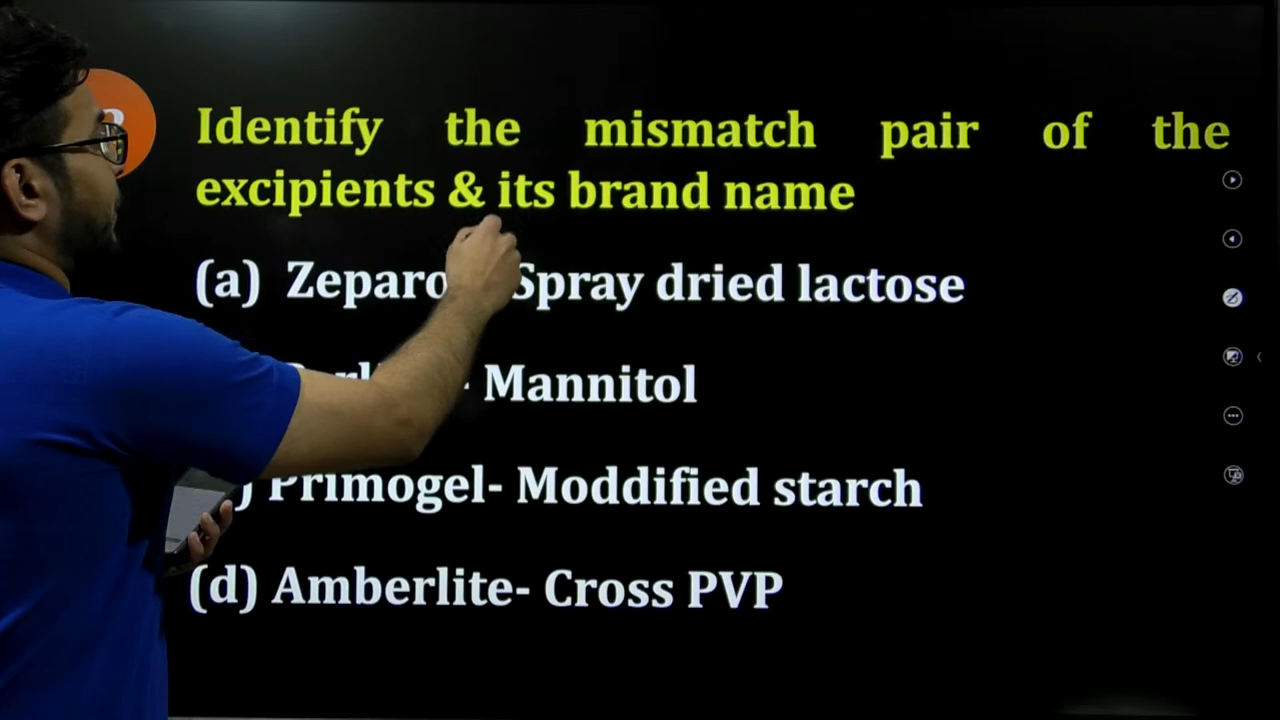 Identify the mismatch pair of the
excipients & its brand name
(a) Spray dried lactose
- Mannitol
Primogel- Moddified starch
(d) Amberlite- Cross PVP